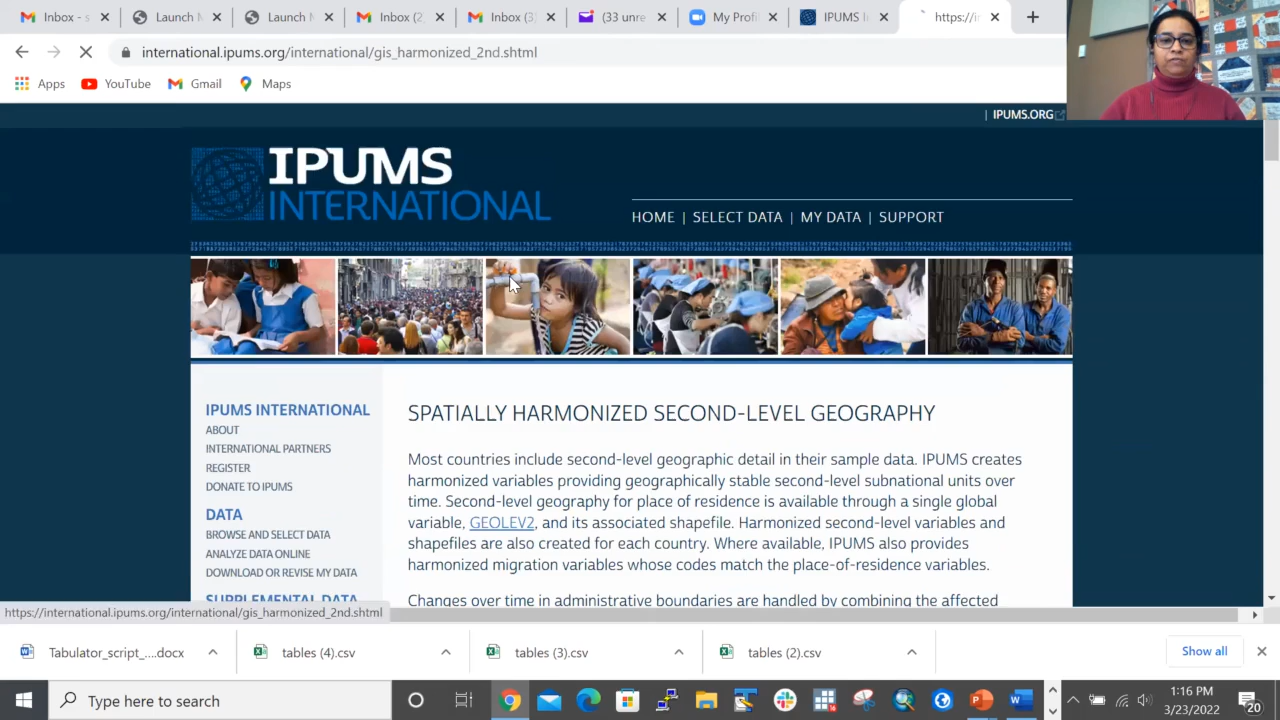 Inbox - s
Launch M
Launch M
Inbox (2
Inbox (3)
(33 unre
My Profi
IPUMS I
https://i
international.ipums.org/international/gis_harmonized_2nd.shtml
Apps
YouTube
Gmail
Maps
| IPUMS.ORG
IPUMS
INTERNATIONAL
HOME | SELECT DATA | MY DATA | SUPPORT
IPUMS INTERNATIONAL
ABOUT
INTERNATIONAL PARTNERS
REGISTER
DONATE TO IPUMS
DATA
BROWSE AND SELECT DATA
ANALYZE DATA ONLINE
DOWNLOAD OR REVISE MY DATA
SUPPLEMENTAL DATA
SPATIALLY HARMONIZED SECOND-LEVEL GEOGRAPHY
Most countries include second-level geographic detail in their sample data. IPUMS creates
harmonized variables providing geographically stable second-level subnational units over
time. Second-level geography for place of residence is available through a single global
variable, GEOLEV2, and its associated shapefile. Harmonized second-level variables and
shapefiles are also created for each country. Where available, IPUMS also provides
harmonized migration variables whose codes match the place-of-residence variables.
Changes over time in administrative boundaries are handled by combining the affected
https://international.ipums.org/international/gis_harmonized_2nd.shtml
Tabulator_script_....docx
tables (4).csv
tables (3).csv
tables (2).csv
Show all
Type here to search
1:16 PM
3/23/2022
20